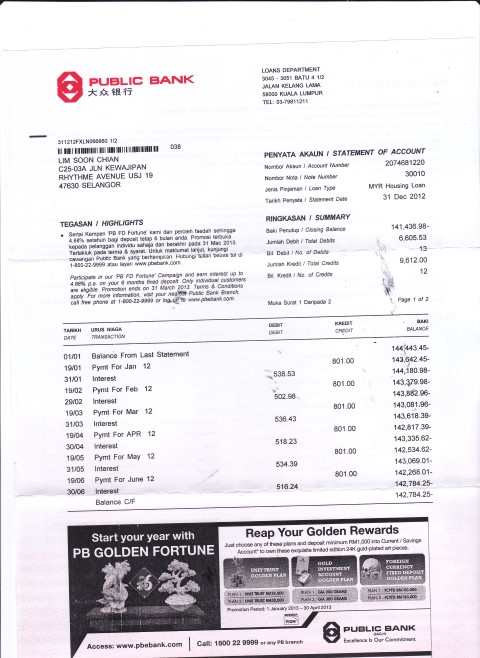 PUBLIC BANK
大众银行
LOANS DEPARTMENT
3045 - 3051 BATU 4 1/2
JALAN KELANG LAMA
58000 KUALA LUMPUR
TEL: 03-79811211
311212FXLN066860 1/2
038
LIM SOON CHIAN
C25-03A JLN KEWAJIPAN
RHYTHME AVENUE USJ 19
47630 SELANGOR
PENYATA AKAUN / STATEMENT OF ACCOUNT
Nombor Akaun / Account Number 2074681220
Nombor Nota / Note Number 30010
Jenis Pinjaman / Loan Type MYR Housing Loan
Tarikh Penyata / Statement Date 31 Dec 2012
TEGASAN / HIGHLIGHTS
Sertai Kempen 'PB FD Fortune' kami dan peroleh faedah sehingga
4.88% setahun bagi deposit tetap 6 bulan anda. Promosi terbuka
kepada pelanggan individu sahaja dan berakhir pada 31 Mac 2013.
Tertakluk pada terma & syarat. Untuk maklumat lanjut, kunjungi
cawangan Public Bank yang berhampiran. Hubungi talian bebas tol di
1-800-22-9999 atau layari www.pbebank.com.
Participate in our "PB FD Fortune" Campaign and earn interest up to
4.88% p.a. on your 6 months fixed deposit. Only individual customers
are eligible. Promotion ends on 31 March 2013. Terms & Conditions
apply. For more information, visit your nearest Public Bank Branch,
call free phone at 1-800-22-9999 or log on to www.pbebank.com.
RINGKASAN / SUMMARY
Baki Penutup / Closing Balance 141,436.98-
Jumlah Debit / Total Debits 6,605.53
Bil. Debit / No. of Debits 13
Jumlah Kredit / Total Credits 9,612.00
Bil. Kredit / No. of Credits 12
Muka Surat 1 Daripada 2 Page 1 of 2
TARIKH URUS NIAGA DEBIT KREDIT BAKI
DATE TRANSACTION DEBIT CREDIT BALANCE
01/01 Balance From Last Statement 144,443.45-
19/01 Pymt For Jan 12 801.00 143,642.45-
31/01 Interest 538.53 144,180.98-
19/02 Pymt For Feb 12 801.00 143,379.98-
29/02 Interest 502.98 143,882.96-
19/03 Pymt For Mar 12 801.00 143,081.96-
31/03 Interest 536.43 143,618.39-
19/04 Pymt For APR 12 801.00 142,817.39-
30/04 Interest 518.23 143,335.62-
19/05 Pymt For May 12 801.00 142,534.62-
31/05 Interest 534.39 143,069.01-
19/06 Pymt For June 12 801.00 142,268.01-
30/06 Interest 516.24 142,784.25-
Balance C/F 142,784.25-
Start your year with
PB GOLDEN FORTUNE
Reap Your Golden Rewards
Just choose any of these plans and deposit minimum RM1,000 into Current / Savings
Account* to own these exquisite limited edition 24K gold-plated art pieces.
UNIT TRUST
GOLDEN PLAN
GOLD
INVESTMENT
ACCOUNT
GOLDEN PLAN
FOREIGN
CURRENCY
FIXED DEPOSIT
GOLDEN PLAN
Promotion Period: 1 January 2013 – 30 April 2013
Access: www.pbebank.com
Call: 1800 22 9999 or any PB branch
PUBLIC BANK
Excellence Is Our Commitment